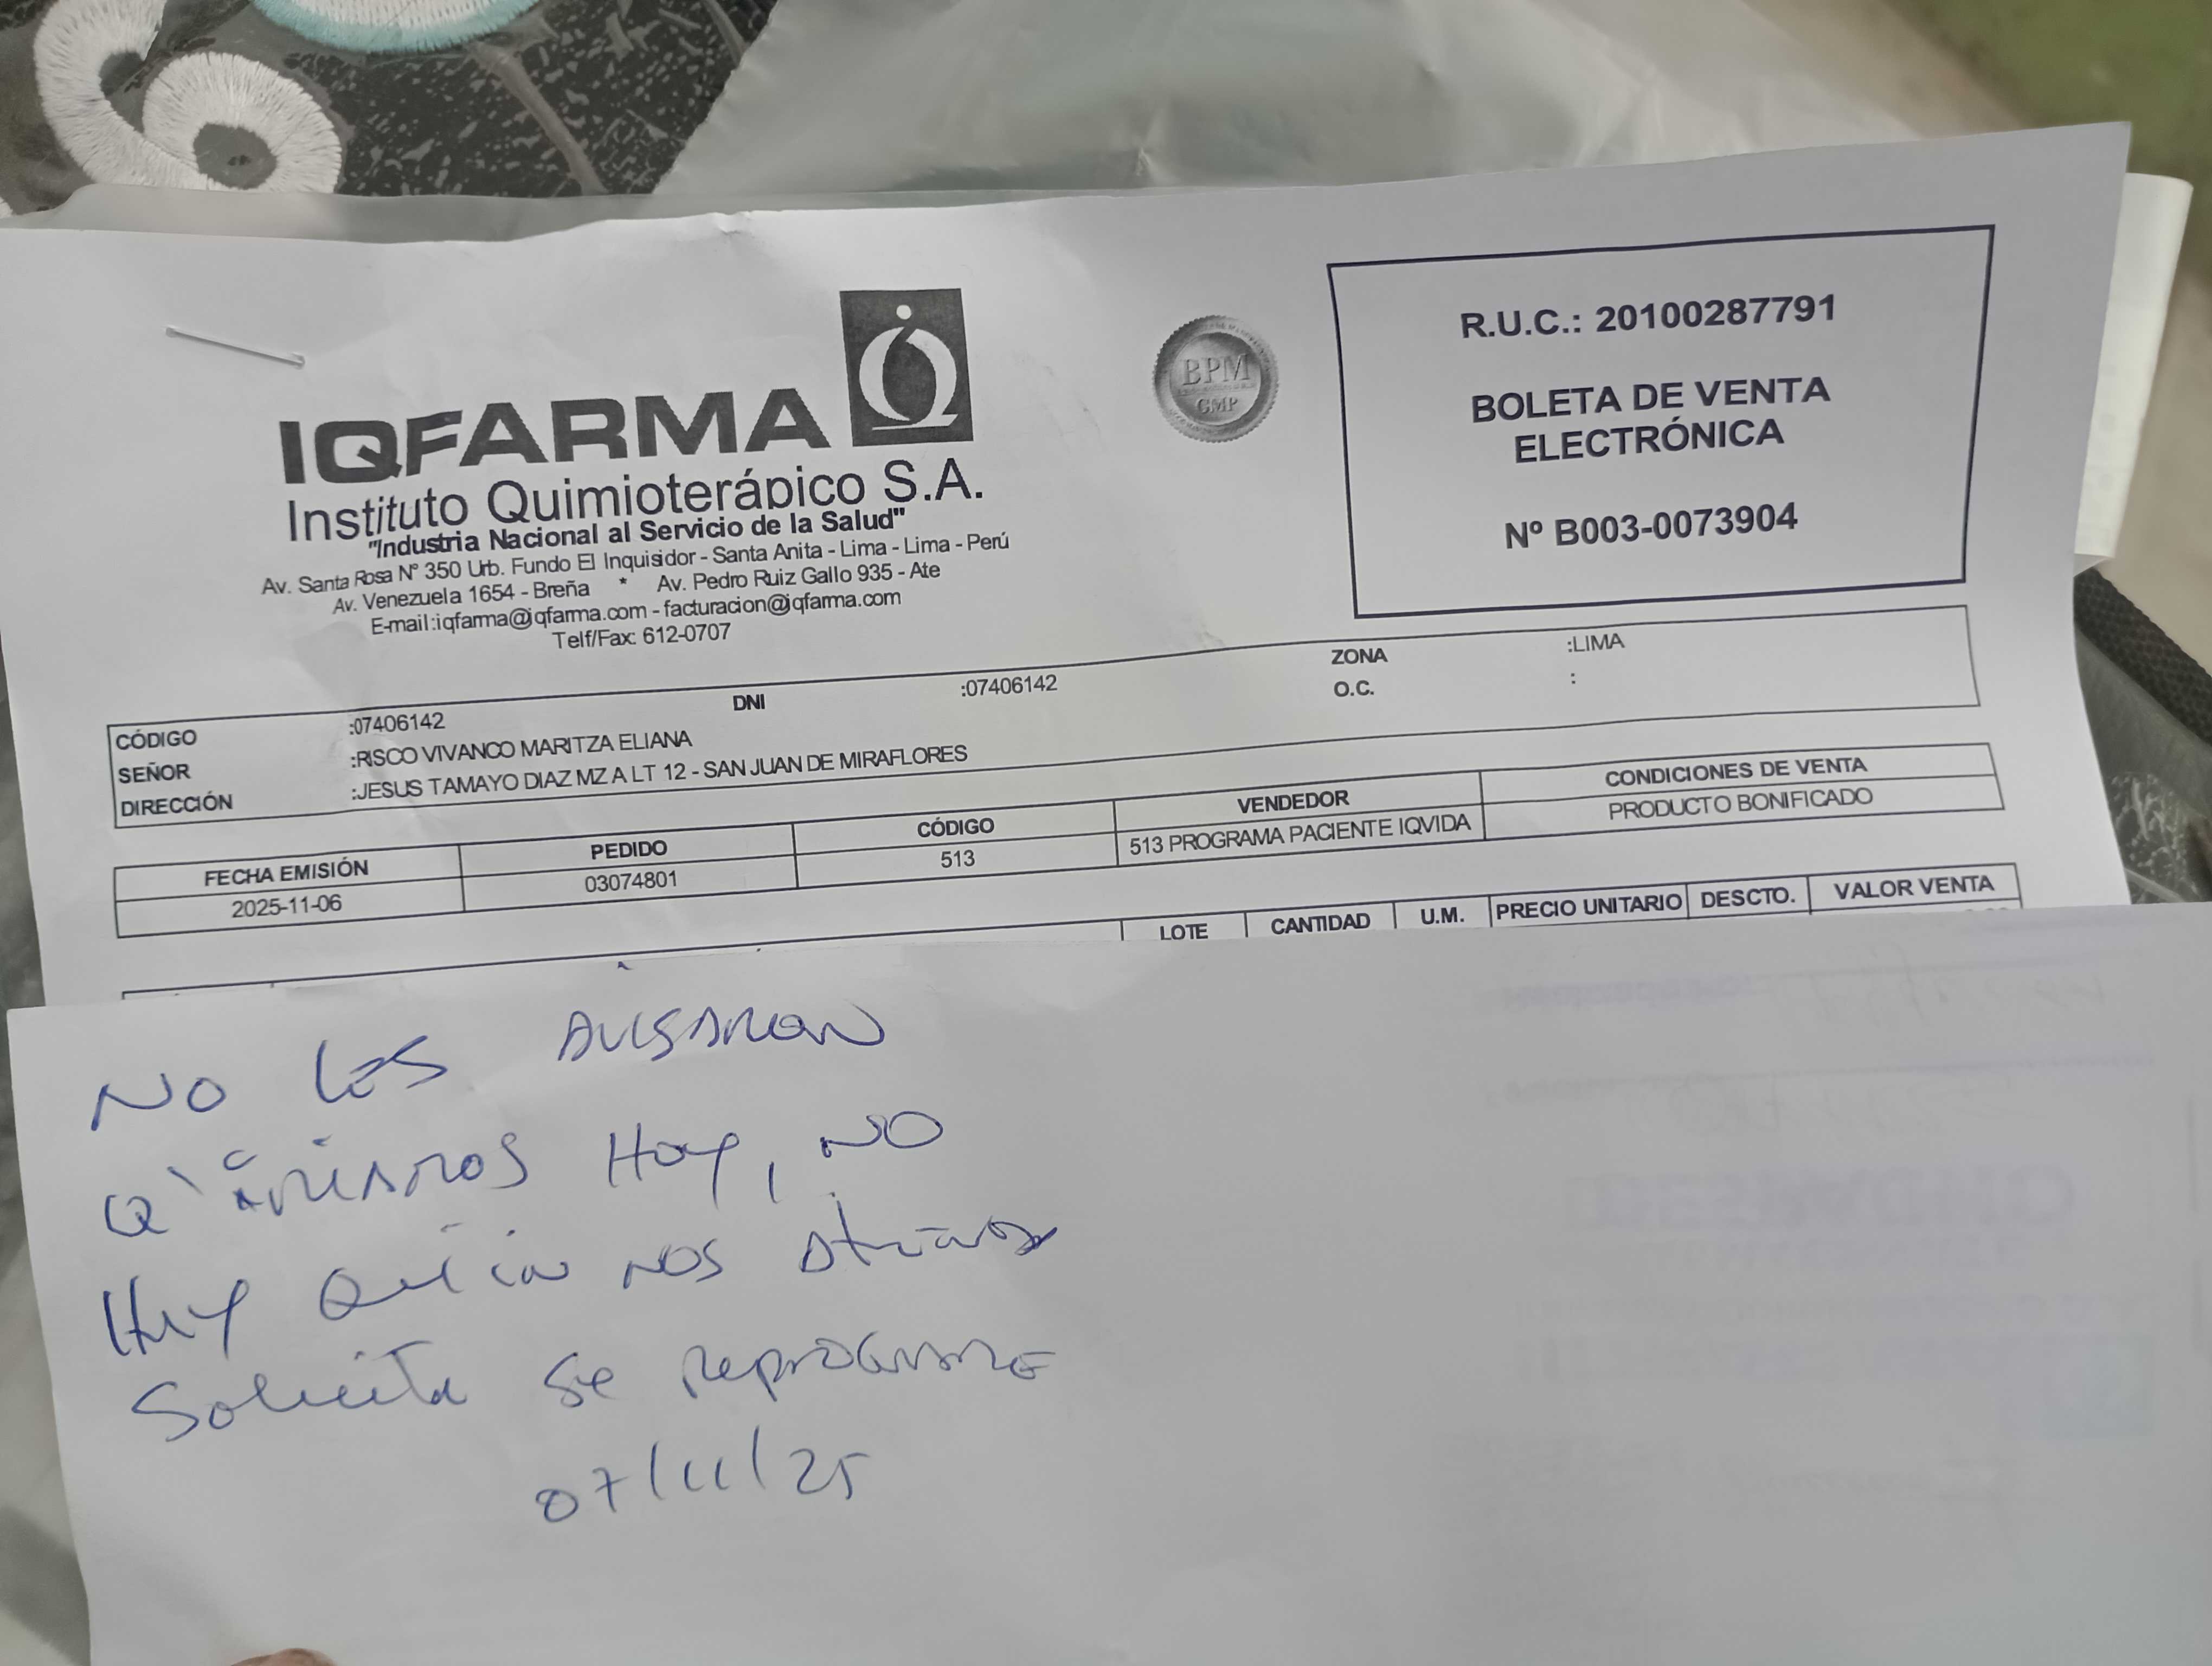 IQFARMA
Instituto Quimioterápico S.A.
"Industria Nacional al Servicio de la Salud"
Av. Santa Rosa Nº 350 Urb. Fundo El Inquisidor - Santa Anita - Lima - Lima - Perú
Av. Venezuela 1654 - Breña * Av. Pedro Ruiz Gallo 935 - Ate
E-mail:iqfarma@iqfarma.com - facturacion@iqfarma.com
Telf/Fax: 612-0707
BPM
GMP
R.U.C.: 20100287791
BOLETA DE VENTA
ELECTRÓNICA
Nº B003-0073904
CÓDIGO :07406142 DNI :07406142 ZONA :LIMA
SEÑOR :RISCO VIVANCO MARITZA ELIANA O.C. :
DIRECCIÓN :JESUS TAMAYO DIAZ MZ A LT 12 - SAN JUAN DE MIRAFLORES
FECHA EMISIÓN PEDIDO CÓDIGO VENDEDOR CONDICIONES DE VENTA
2025-11-06 03074801 513 513 PROGRAMA PACIENTE IQVIDA PRODUCTO BONIFICADO
LOTE CANTIDAD U.M. PRECIO UNITARIO DESCTO. VALOR VENTA
NO les AVISARON
Q' Hoy, NO
Hay Quien NOS
Solicita se reprograme
07/11/25